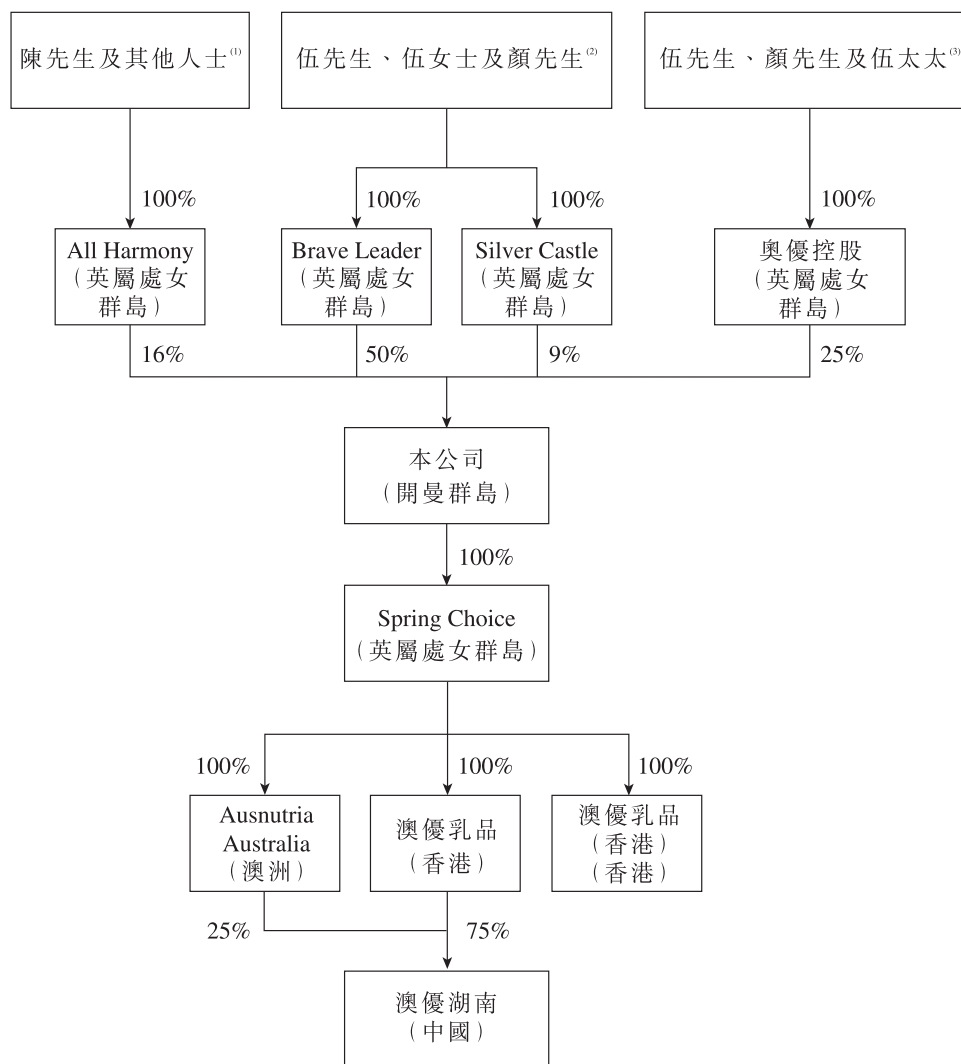 陳先生及其他人士(1)
伍先生、伍女士及顏先生(2)
伍先生、顏先生及伍太太(3)
100%
100%
100%
100%
All Harmony
(英屬處女
群島)
Brave Leader
(英屬處女
群島)
Silver Castle
(英屬處女
群島)
奧優控股
(英屬處女
群島)
16%
50%
9%
25%
本公司
(開曼群島)
100%
Spring Choice
(英屬處女群島)
100%
100%
100%
Ausnutria
Australia
(澳洲)
澳優乳品
(香港)
澳優乳品
(香港)
(香港)
25%
75%
澳優湖南
(中國)